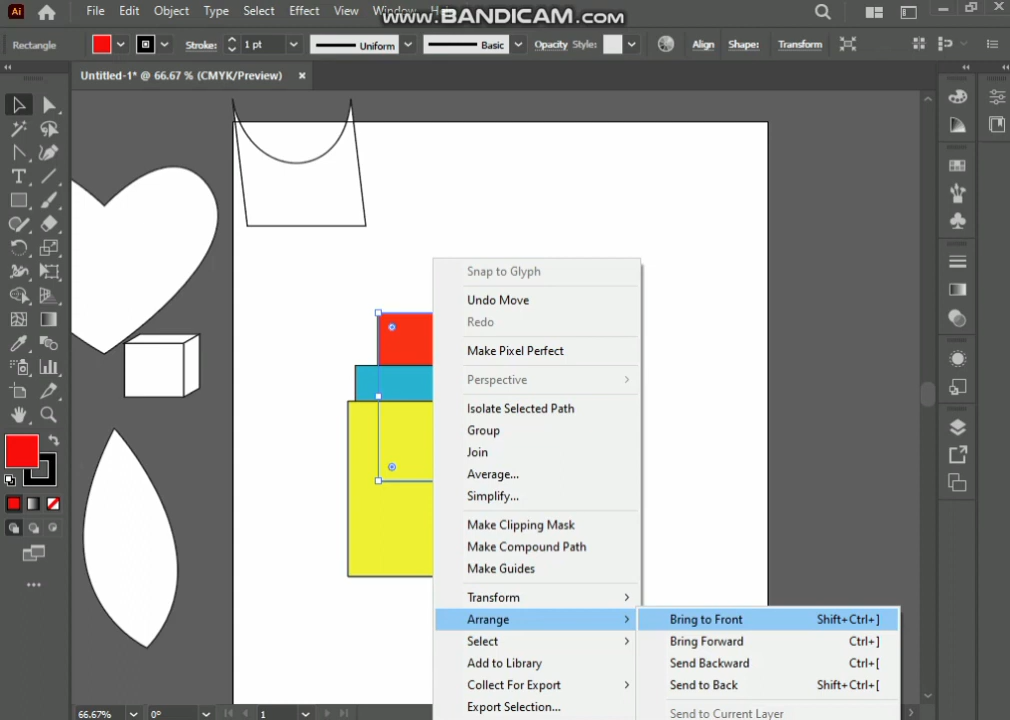 Ai File Edit Object Type Select Effect View Window
www.BANDICAM.com
Rectangle Stroke: 1 pt Uniform Basic Opacity Style: Align Shape: Transform
Untitled-1* @ 66.67 % (CMYK/Preview) ×
Snap to Glyph
Undo Move
Redo
Make Pixel Perfect
Perspective
Isolate Selected Path
Group
Join
Average...
Simplify...
Make Clipping Mask
Make Compound Path
Make Guides
Transform
Arrange
Select
Add to Library
Collect For Export
Export Selection...
Bring to Front Shift+Ctrl+]
Bring Forward Ctrl+]
Send Backward Ctrl+[
Send to Back Shift+Ctrl+[
Send to Current Layer
66.67% 0° 1